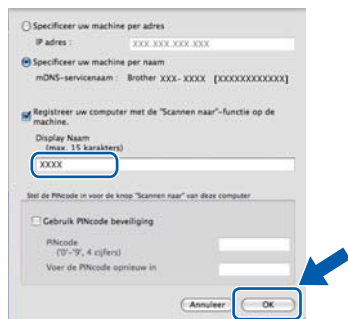 Specificeer uw machine per adres
IP adres : XXX.XXX.XXX.XXX
Specificeer uw machine per naam
mDNS-servicenaam : Brother XXX-XXXX [XXXXXXXXXXXX]
Registreer uw computer met de "Scannen naar"-functie op de
machine.
Display Naam
(max. 15 karakters)
XXXX
Stel de PINcode in voor de knop "Scannen naar" van deze computer
Gebruik PINcode beveiliging
PINcode
('0'-'9', 4 cijfers)
Voer de PINcode opnieuw in
Annuleer OK